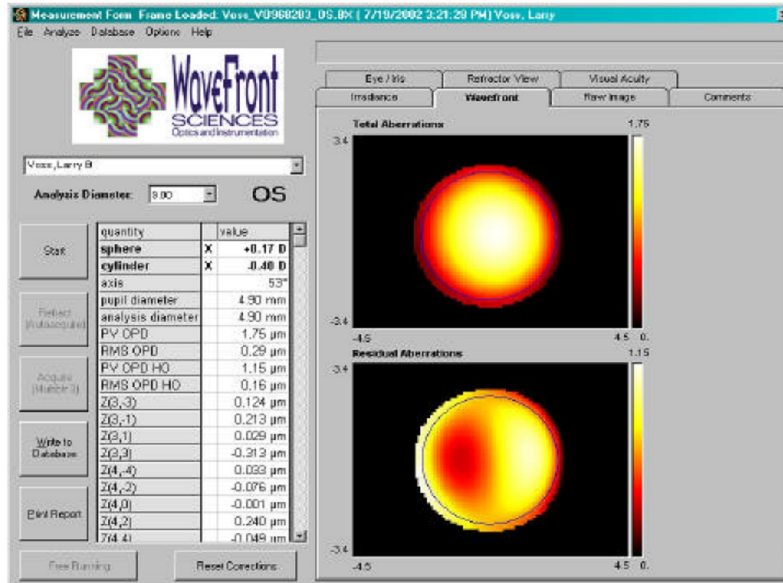 Measurement Form Frame Loaded: Voss_V0968203_OS.BX ( 7/19/2002 3:21:29 PM) Voss, Larry
File Analyze Database Options Help
WaveFront
SCIENCES
Optics and Instrumentation
Voss, Larry B
Analysis Diameter: 9.00 OS
Start
Refract
(Autoacquire)
Acquire
Write to
Database
Print Report
Free Running
Reset Corrections
quantity value
sphere X +0.17 D
cylinder X -0.40 D
axis 53°
pupil diameter 4.90 mm
analysis diameter 4.90 mm
PV OPD 1.75 µm
RMS OPD 0.29 µm
PV OPD HO 1.15 µm
RMS OPD HO 0.16 µm
Z(3,-3) 0.124 µm
Z(3,-1) 0.213 µm
Z(3,1) 0.029 µm
Z(3,3) -0.313 µm
Z(4,-4) 0.033 µm
Z(4,-2) -0.076 µm
Z(4,0) -0.001 µm
Z(4,2) 0.240 µm
Z(4,4) -0.049 µm
Eye / Iris Refractor View Visual Acuity
Irradiance Wavefront Raw Image Comments
Total Aberrations 1.75
3.4
-3.4
-4.5 4.5 0.
Residual Aberrations 1.15
-3.4
-3.4
-4.5 4.5 0.